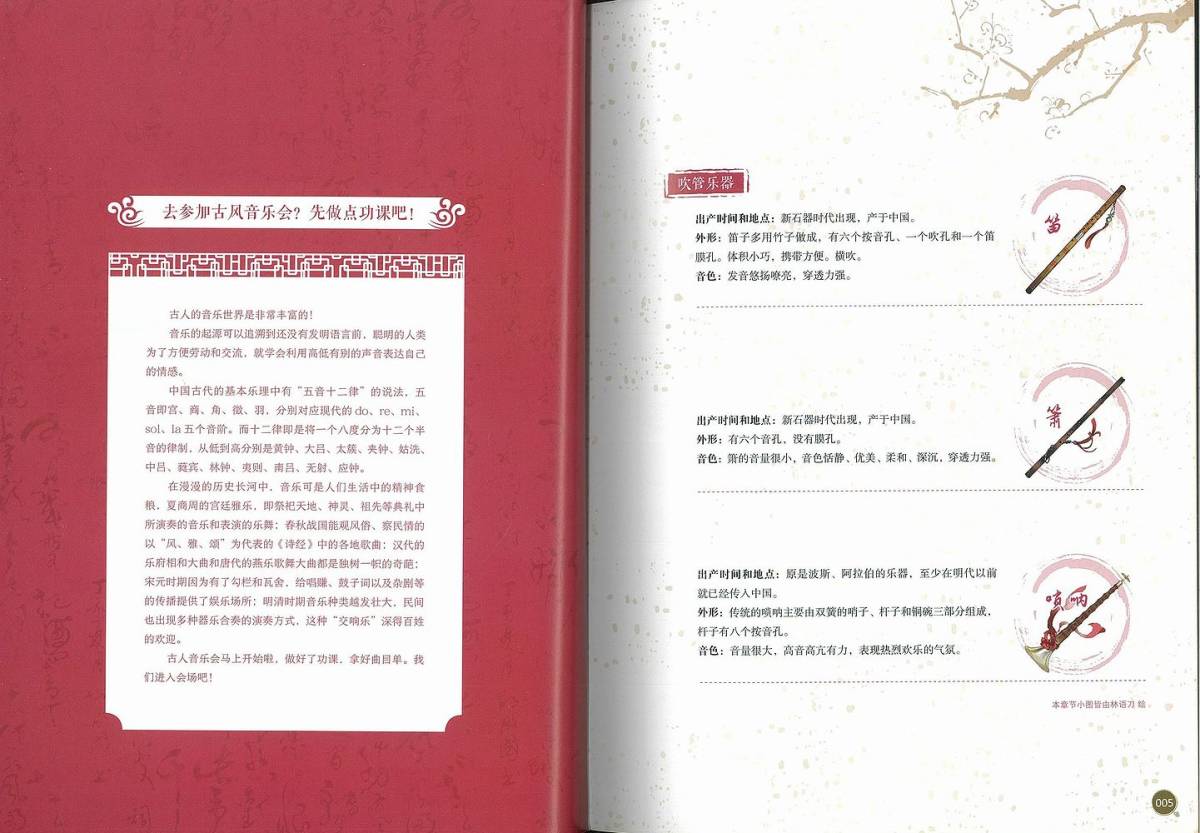 去参加古风音乐会？先做点功课吧！
古人的音乐世界是非常丰富的！
音乐的起源可以追溯到还没有发明语言前，聪明的人类
为了方便劳动和交流，就学会利用高低有别的声音表达自己
的情感。
中国古代的基本乐理中有“五音十二律”的说法，五
音即宫、商、角、徵、羽，分别对应现代的 do、re、mi、
sol、la 五个音阶。而十二律即是将一个八度分为十二个半
音的律制，从低到高分别是黄钟、大吕、太簇、夹钟、姑洗、
中吕、蕤宾、林钟、夷则、南吕、无射、应钟。
在漫漫的历史长河中，音乐可是人们生活中的精神食
粮，夏商周的宫廷雅乐，即祭祀天地、神灵、祖先等典礼中
所演奏的音乐和表演的乐舞；春秋战国能观风俗、察民情的
以“风、雅、颂”为代表的《诗经》中的各地歌曲；汉代的
乐府相和大曲和唐代的燕乐歌舞大曲都是独树一帜的奇葩；
宋元时期因为有了勾栏和瓦舍，给唱赚、鼓子词以及杂剧等
的传播提供了娱乐场所；明清时期音乐种类越发壮大，民间
也出现多种器乐合奏的演奏方式，这种“交响乐”深得百姓
的欢迎。
古人音乐会马上开始啦，做好了功课，拿好曲目单。我
们进入会场吧！
吹管乐器
出产时间和地点：新石器时代出现，产于中国。
外形：笛子多用竹子做成，有六个按音孔、一个吹孔和一个笛
膜孔。体积小巧，携带方便。横吹。
音色：发音悠扬嘹亮，穿透力强。
笛
出产时间和地点：新石器时代出现，产于中国。
外形：有六个音孔，没有膜孔。
音色：箫的音量很小，音色恬静、优美、柔和、深沉，穿透力强。
箫
出产时间和地点：原是波斯、阿拉伯的乐器，至少在明代以前
就已经传入中国。
外形：传统的唢呐主要由双簧的哨子、杆子和铜碗三部分组成，
杆子有八个按音孔。
音色：音量很大，高音高亢有力，表现热烈欢乐的气氛。
唢呐
本章节小图皆由林语刀 绘
005